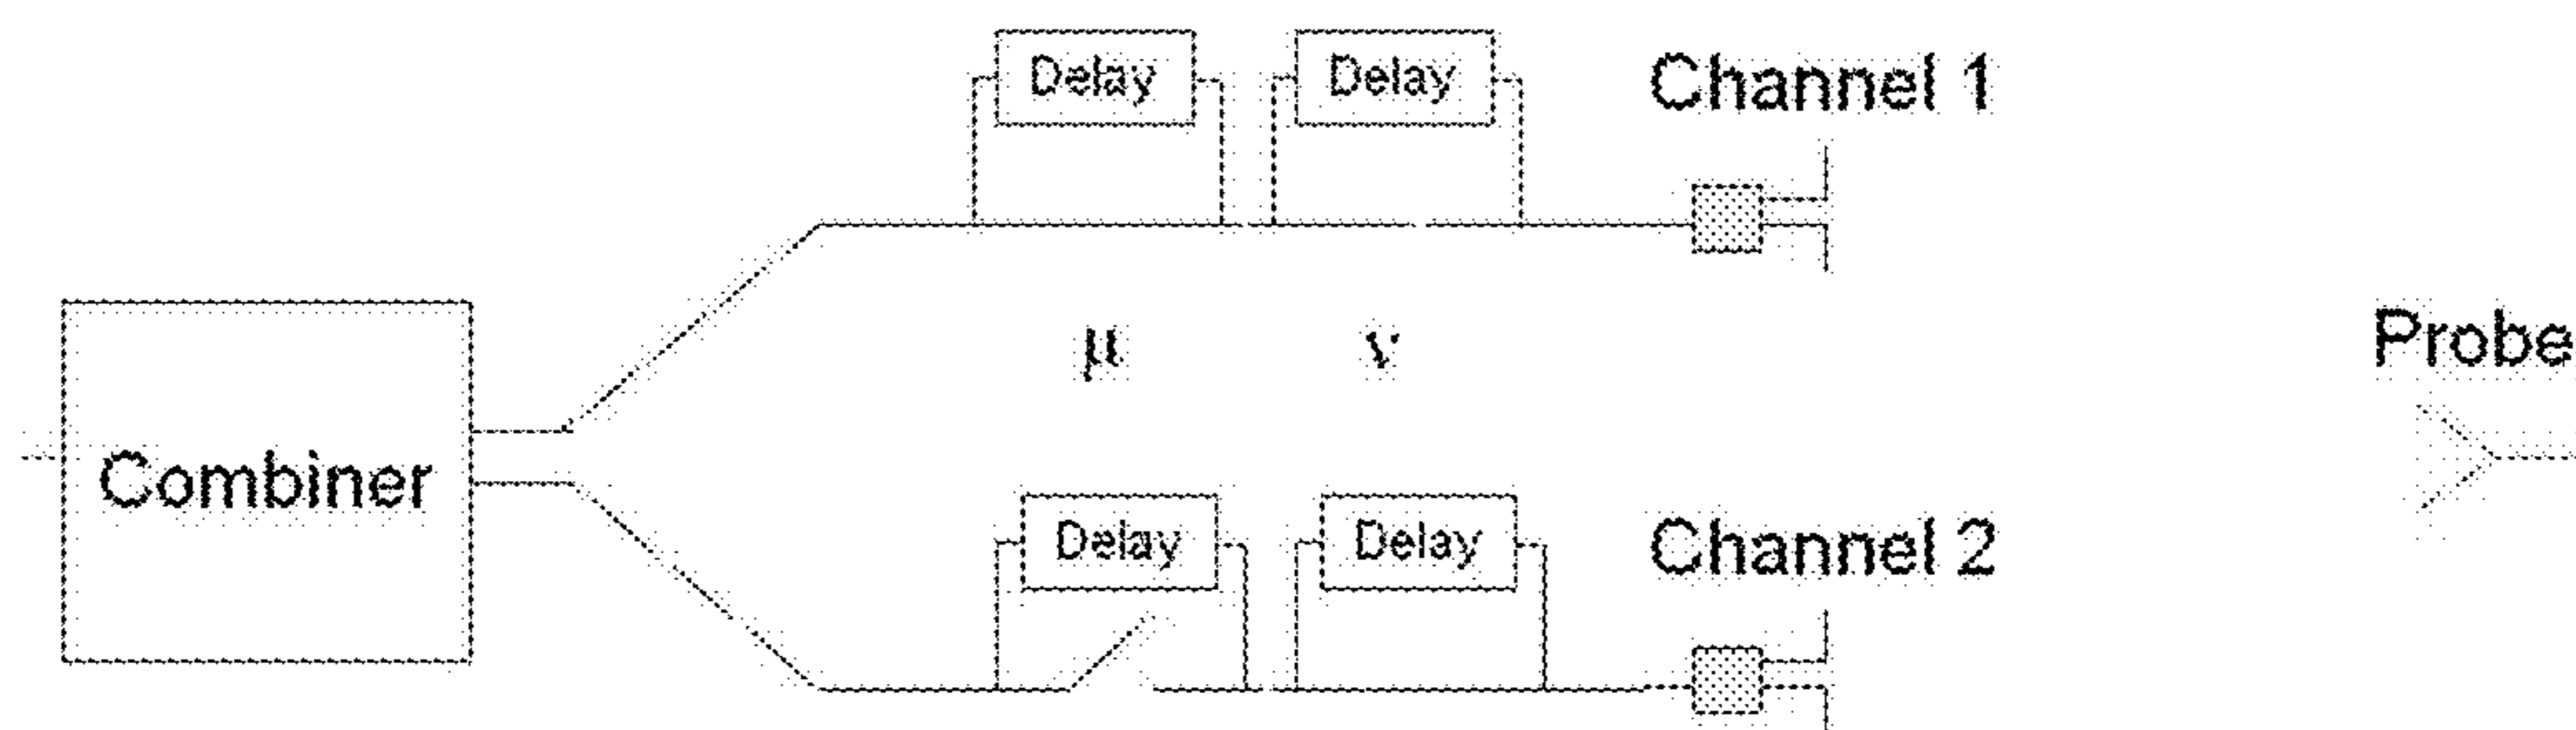 Delay Delay Channel 1
μ ν Probe
Combiner
Delay Delay Channel 2